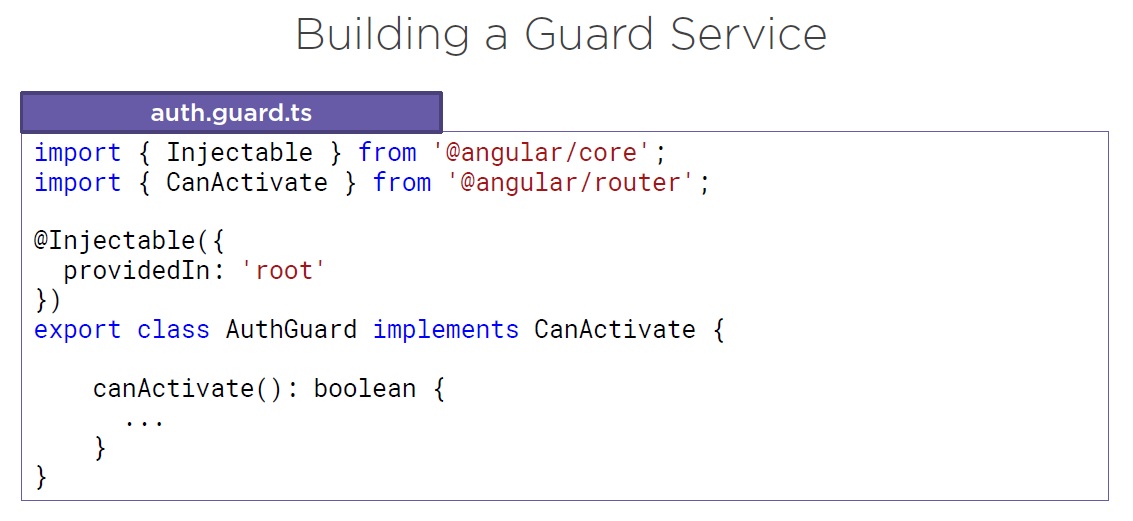 Building a Guard Service
auth.guard.ts
import { Injectable } from '@angular/core';
import { CanActivate } from '@angular/router';
@Injectable({
  providedIn: 'root'
})
export class AuthGuard implements CanActivate {
    canActivate(): boolean {
      ...
    }
}